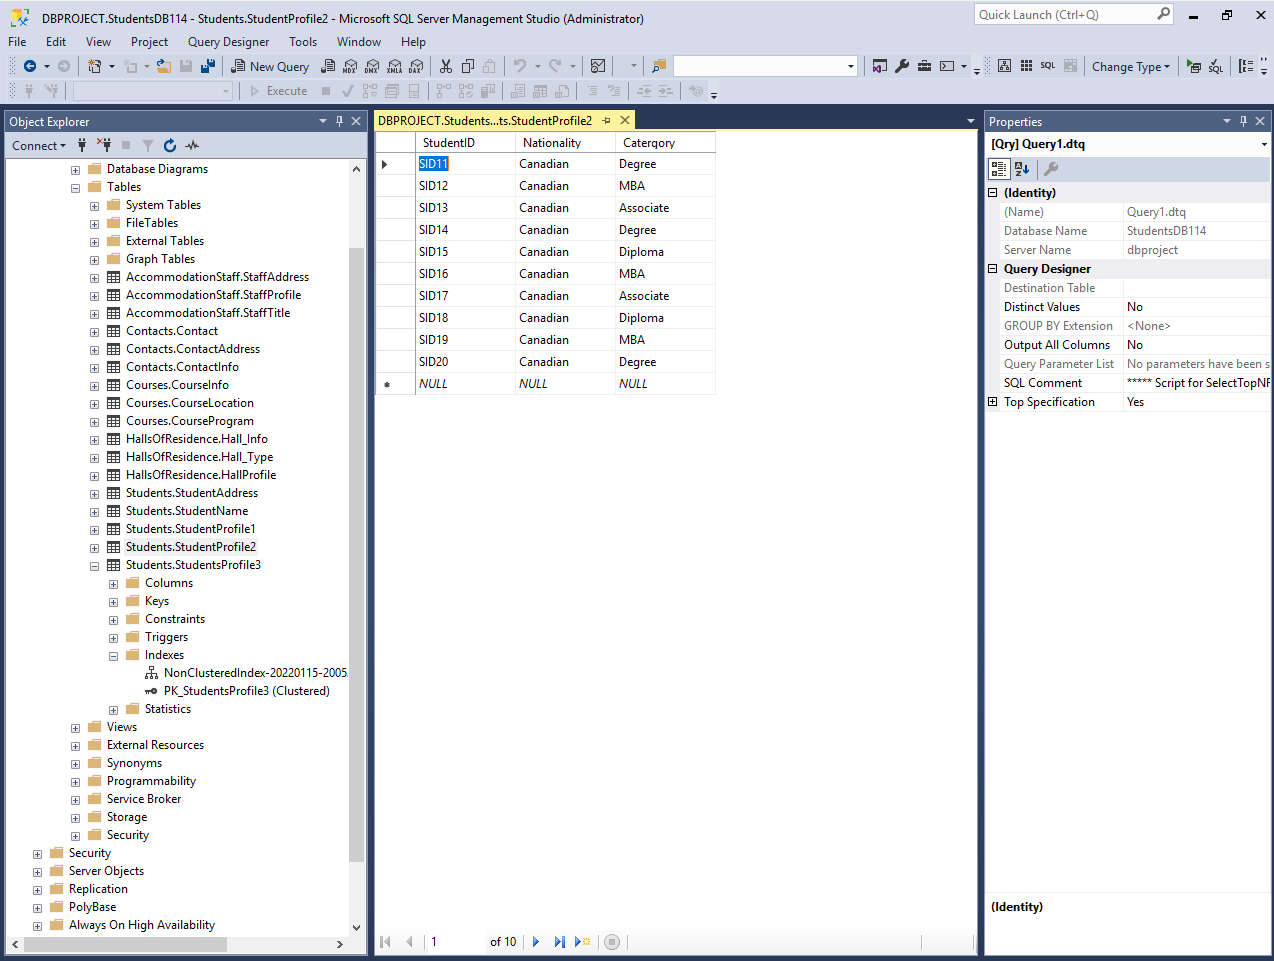 DBPROJECT.StudentsDB114 - Students.StudentProfile2 - Microsoft SQL Server Management Studio (Administrator)
Quick Launch (Ctrl+Q)
File Edit View Project Query Designer Tools Window Help
New Query MDX DMX XMLA DAX SQL Change Type SQL
Execute
Object Explorer
Connect
Database Diagrams
Tables
System Tables
FileTables
External Tables
Graph Tables
AccommodationStaff.StaffAddress
AccommodationStaff.StaffProfile
AccommodationStaff.StaffTitle
Contacts.Contact
Contacts.ContactAddress
Contacts.ContactInfo
Courses.CourseInfo
Courses.CourseLocation
Courses.CourseProgram
HallsOfResidence.Hall_Info
HallsOfResidence.Hall_Type
HallsOfResidence.HallProfile
Students.StudentAddress
Students.StudentName
Students.StudentProfile1
Students.StudentProfile2
Students.StudentsProfile3
Columns
Keys
Constraints
Triggers
Indexes
NonClusteredIndex-20220115-2005
PK_StudentsProfile3 (Clustered)
Statistics
Views
External Resources
Synonyms
Programmability
Service Broker
Storage
Security
Security
Server Objects
Replication
PolyBase
Always On High Availability
DBPROJECT.Students...ts.StudentProfile2
StudentID Nationality Caterqory
SID11 Canadian Degree
SID12 Canadian MBA
SID13 Canadian Associate
SID14 Canadian Degree
SID15 Canadian Diploma
SID16 Canadian MBA
SID17 Canadian Associate
SID18 Canadian Diploma
SID19 Canadian MBA
SID20 Canadian Degree
NULL NULL NULL
1 of 10
Properties
[Qry] Query1.dtq
(Identity)
(Name) Query1.dtq
Database Name StudentsDB114
Server Name dbproject
Query Designer
Destination Table
Distinct Values No
GROUP BY Extension <None>
Output All Columns No
Query Parameter List No parameters have been s
SQL Comment ***** Script for SelectTopNR
Top Specification Yes
(Identity)